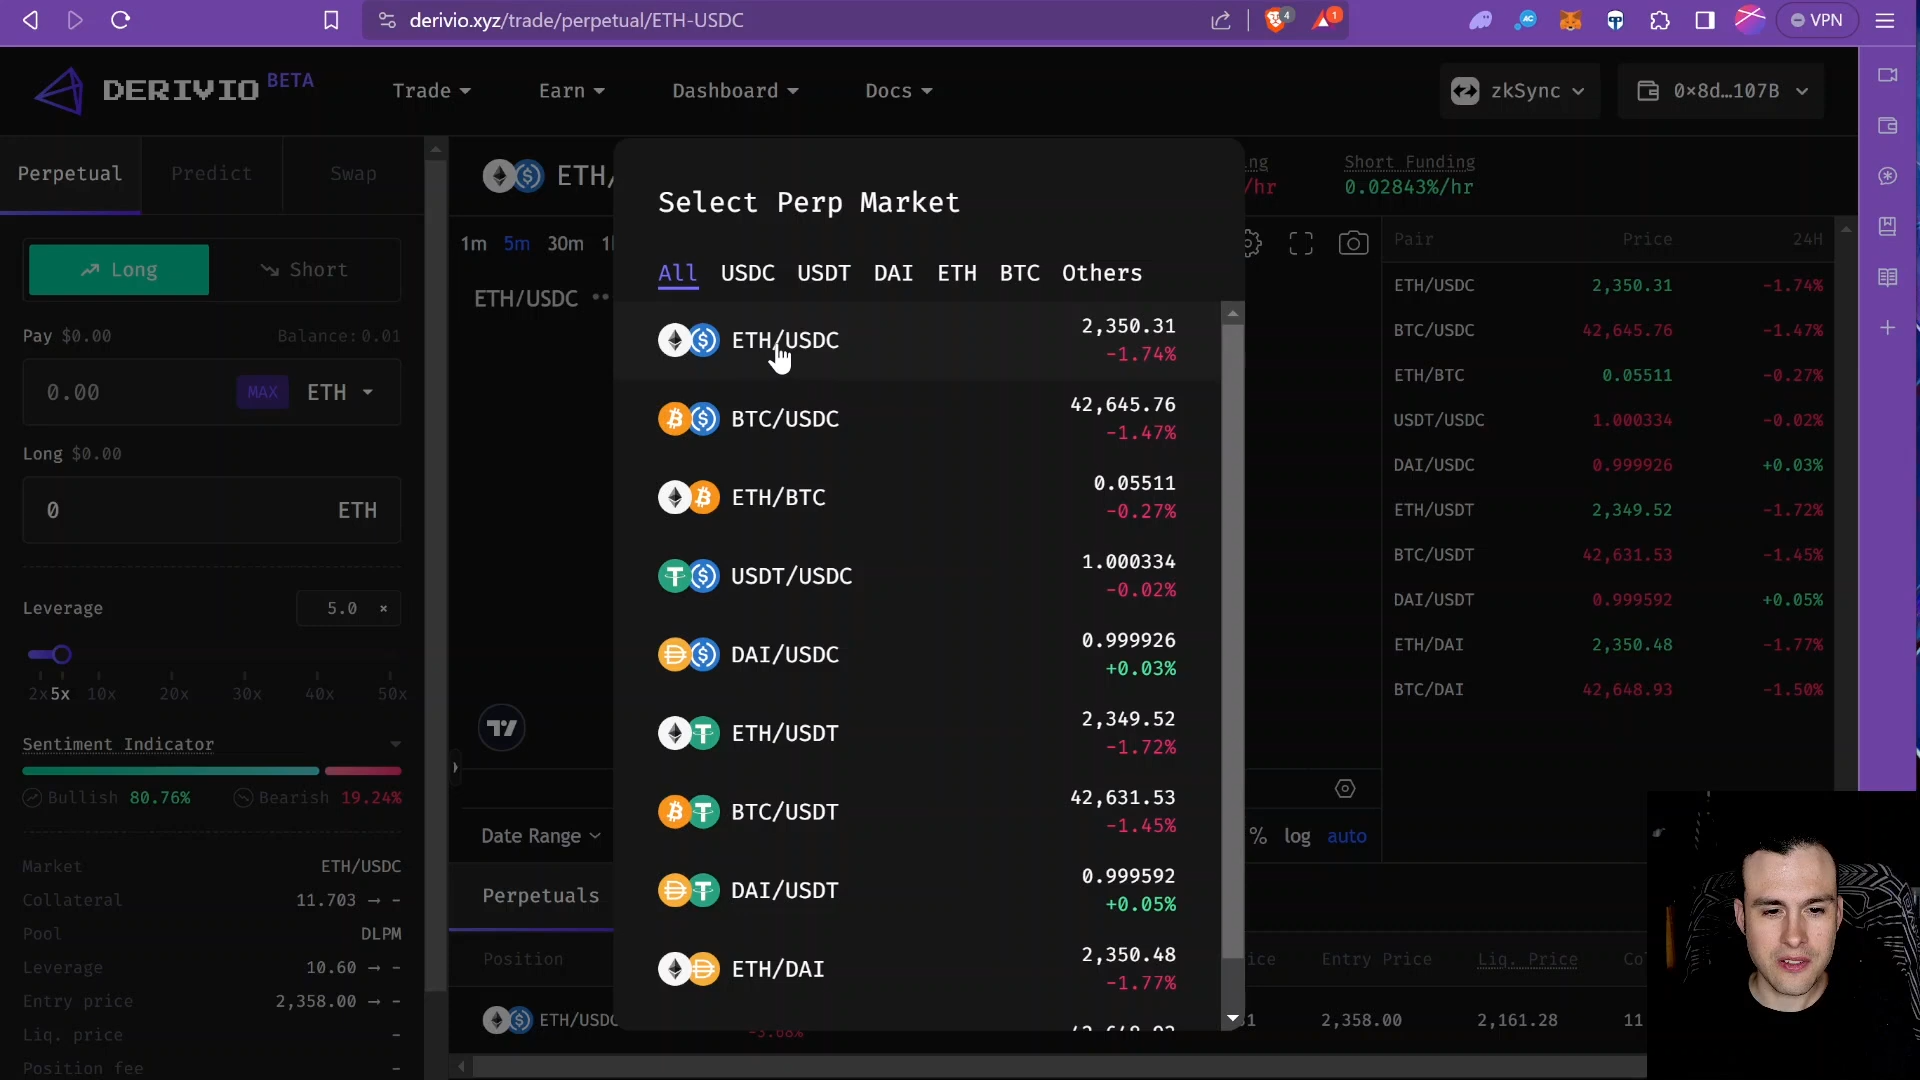 derivio.xyz/trade/perpetual/ETH-USDC
4
1
VPN
DERIVIO BETA
Trade
Earn
Dashboard
Docs
zkSync
0×8d…107B
Perpetual
Predict
Swap
ETH/
Short Funding
/hr
0.02843%/hr
Long
Short
1m 5m 30m
ETH/USDC
Pay $0.00
Balance:0.01
0.00
MAX
ETH
Long $0.00
0
ETH
Leverage
5.0 ×
2x 5x 10x 20x 30x 40x 50x
Sentiment Indicator
Bullish 80.76%
Bearish 19.24%
Market ETH/USDC
Collateral 11.703 → -
Pool DLPM
Leverage 10.60 → -
Entry price 2,358.00 → -
Liq. price -
Position fee -
Select Perp Market
All USDC USDT DAI ETH BTC Others
ETH/USDC 2,350.31
-1.74%
BTC/USDC 42,645.76
-1.47%
ETH/BTC 0.05511
-0.27%
USDT/USDC 1.000334
-0.02%
DAI/USDC 0.999926
+0.03%
ETH/USDT 2,349.52
-1.72%
BTC/USDT 42,631.53
-1.45%
DAI/USDT 0.999592
+0.05%
ETH/DAI 2,350.48
-1.77%
Pair Price 24H
ETH/USDC 2,350.31 -1.74%
BTC/USDC 42,645.76 -1.47%
ETH/BTC 0.05511 -0.27%
USDT/USDC 1.000334 -0.02%
DAI/USDC 0.999926 +0.03%
ETH/USDT 2,349.52 -1.72%
BTC/USDT 42,631.53 -1.45%
DAI/USDT 0.999592 +0.05%
ETH/DAI 2,350.48 -1.77%
BTC/DAI 42,648.93 -1.50%
Date Range
% log auto
Perpetuals
Position
Entry Price
Liq. Price
ETH/USDC
2,358.00
2,161.28
11